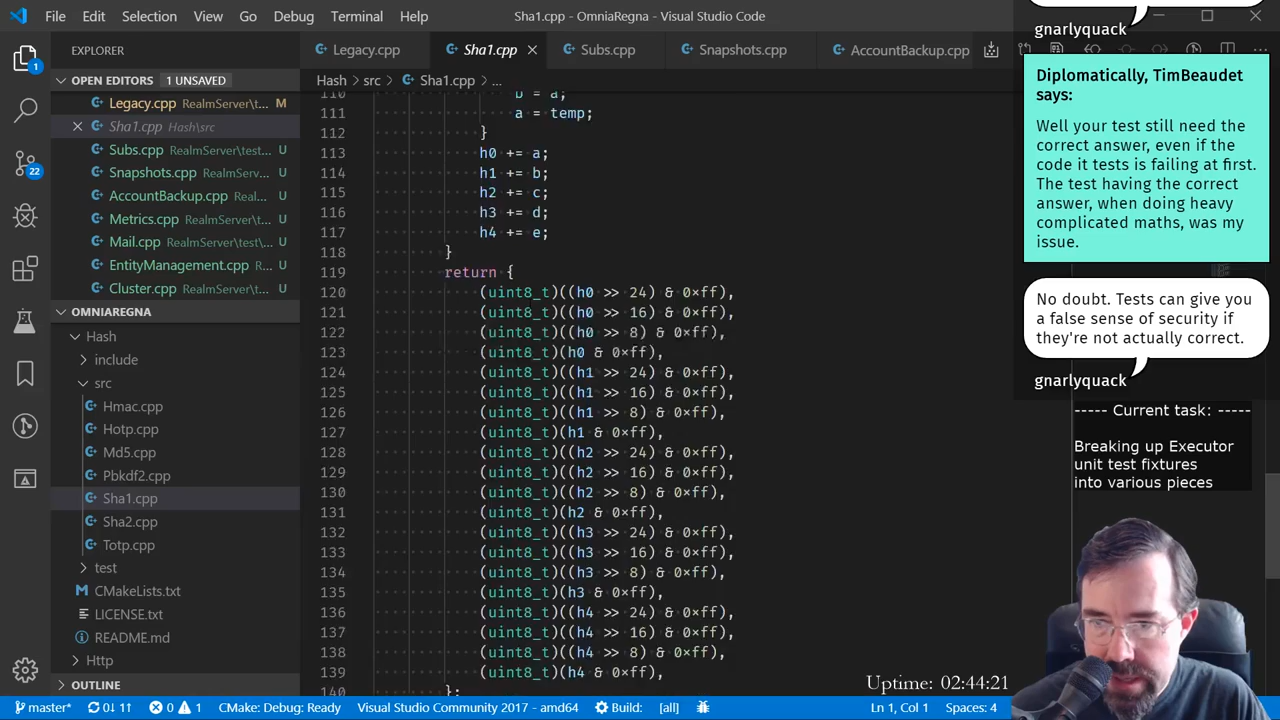 File Edit Selection View Go Debug Terminal Help
Sha1.cpp - OmniaRegna - Visual Studio Code
EXPLORER
OPEN EDITORS 1 UNSAVED
Legacy.cpp RealmServer\t... M
Sha1.cpp Hash\src
Subs.cpp RealmServer\test... U
Snapshots.cpp RealmServer\t... U
AccountBackup.cpp Real... U
Metrics.cpp RealmServer\t... U
Mail.cpp RealmServer\test\... U
EntityManagement.cpp R... U
Cluster.cpp RealmServer\t... U
OMNIAREGNA
Hash
include
src
Hmac.cpp
Hotp.cpp
Md5.cpp
Pbkdf2.cpp
Sha1.cpp
Sha2.cpp
Totp.cpp
test
CMakeLists.txt
LICENSE.txt
README.md
Http
OUTLINE
1
22
Legacy.cpp Sha1.cpp Subs.cpp Snapshots.cpp AccountBackup.cpp
Hash > src > Sha1.cpp > ...
110 b = a;
111 a = temp;
112 }
113 h0 += a;
114 h1 += b;
115 h2 += c;
116 h3 += d;
117 h4 += e;
118 }
119 return {
120 (uint8_t)((h0 >> 24) & 0xff),
121 (uint8_t)((h0 >> 16) & 0xff),
122 (uint8_t)((h0 >> 8) & 0xff),
123 (uint8_t)(h0 & 0xff),
124 (uint8_t)((h1 >> 24) & 0xff),
125 (uint8_t)((h1 >> 16) & 0xff),
126 (uint8_t)((h1 >> 8) & 0xff),
127 (uint8_t)(h1 & 0xff),
128 (uint8_t)((h2 >> 24) & 0xff),
129 (uint8_t)((h2 >> 16) & 0xff),
130 (uint8_t)((h2 >> 8) & 0xff),
131 (uint8_t)(h2 & 0xff),
132 (uint8_t)((h3 >> 24) & 0xff),
133 (uint8_t)((h3 >> 16) & 0xff),
134 (uint8_t)((h3 >> 8) & 0xff),
135 (uint8_t)(h3 & 0xff),
136 (uint8_t)((h4 >> 24) & 0xff),
137 (uint8_t)((h4 >> 16) & 0xff),
138 (uint8_t)((h4 >> 8) & 0xff),
139 (uint8_t)(h4 & 0xff),
140 };
gnarlyquack
Diplomatically, TimBeaudet
says:
Well your test still need the
correct answer, even if the
code it tests is failing at first.
The test having the correct
answer, when doing heavy
complicated maths, was my
issue.
No doubt. Tests can give you
a false sense of security if
they're not actually correct.
gnarlyquack
----- Current task: -----
Breaking up Executor
unit test fixtures
into various pieces
Uptime: 02:44:21
master* 0↓ 1↑ 0 1 CMake: Debug: Ready Visual Studio Community 2017 - amd64 Build: [all] Ln 1, Col 1 Spaces: 4